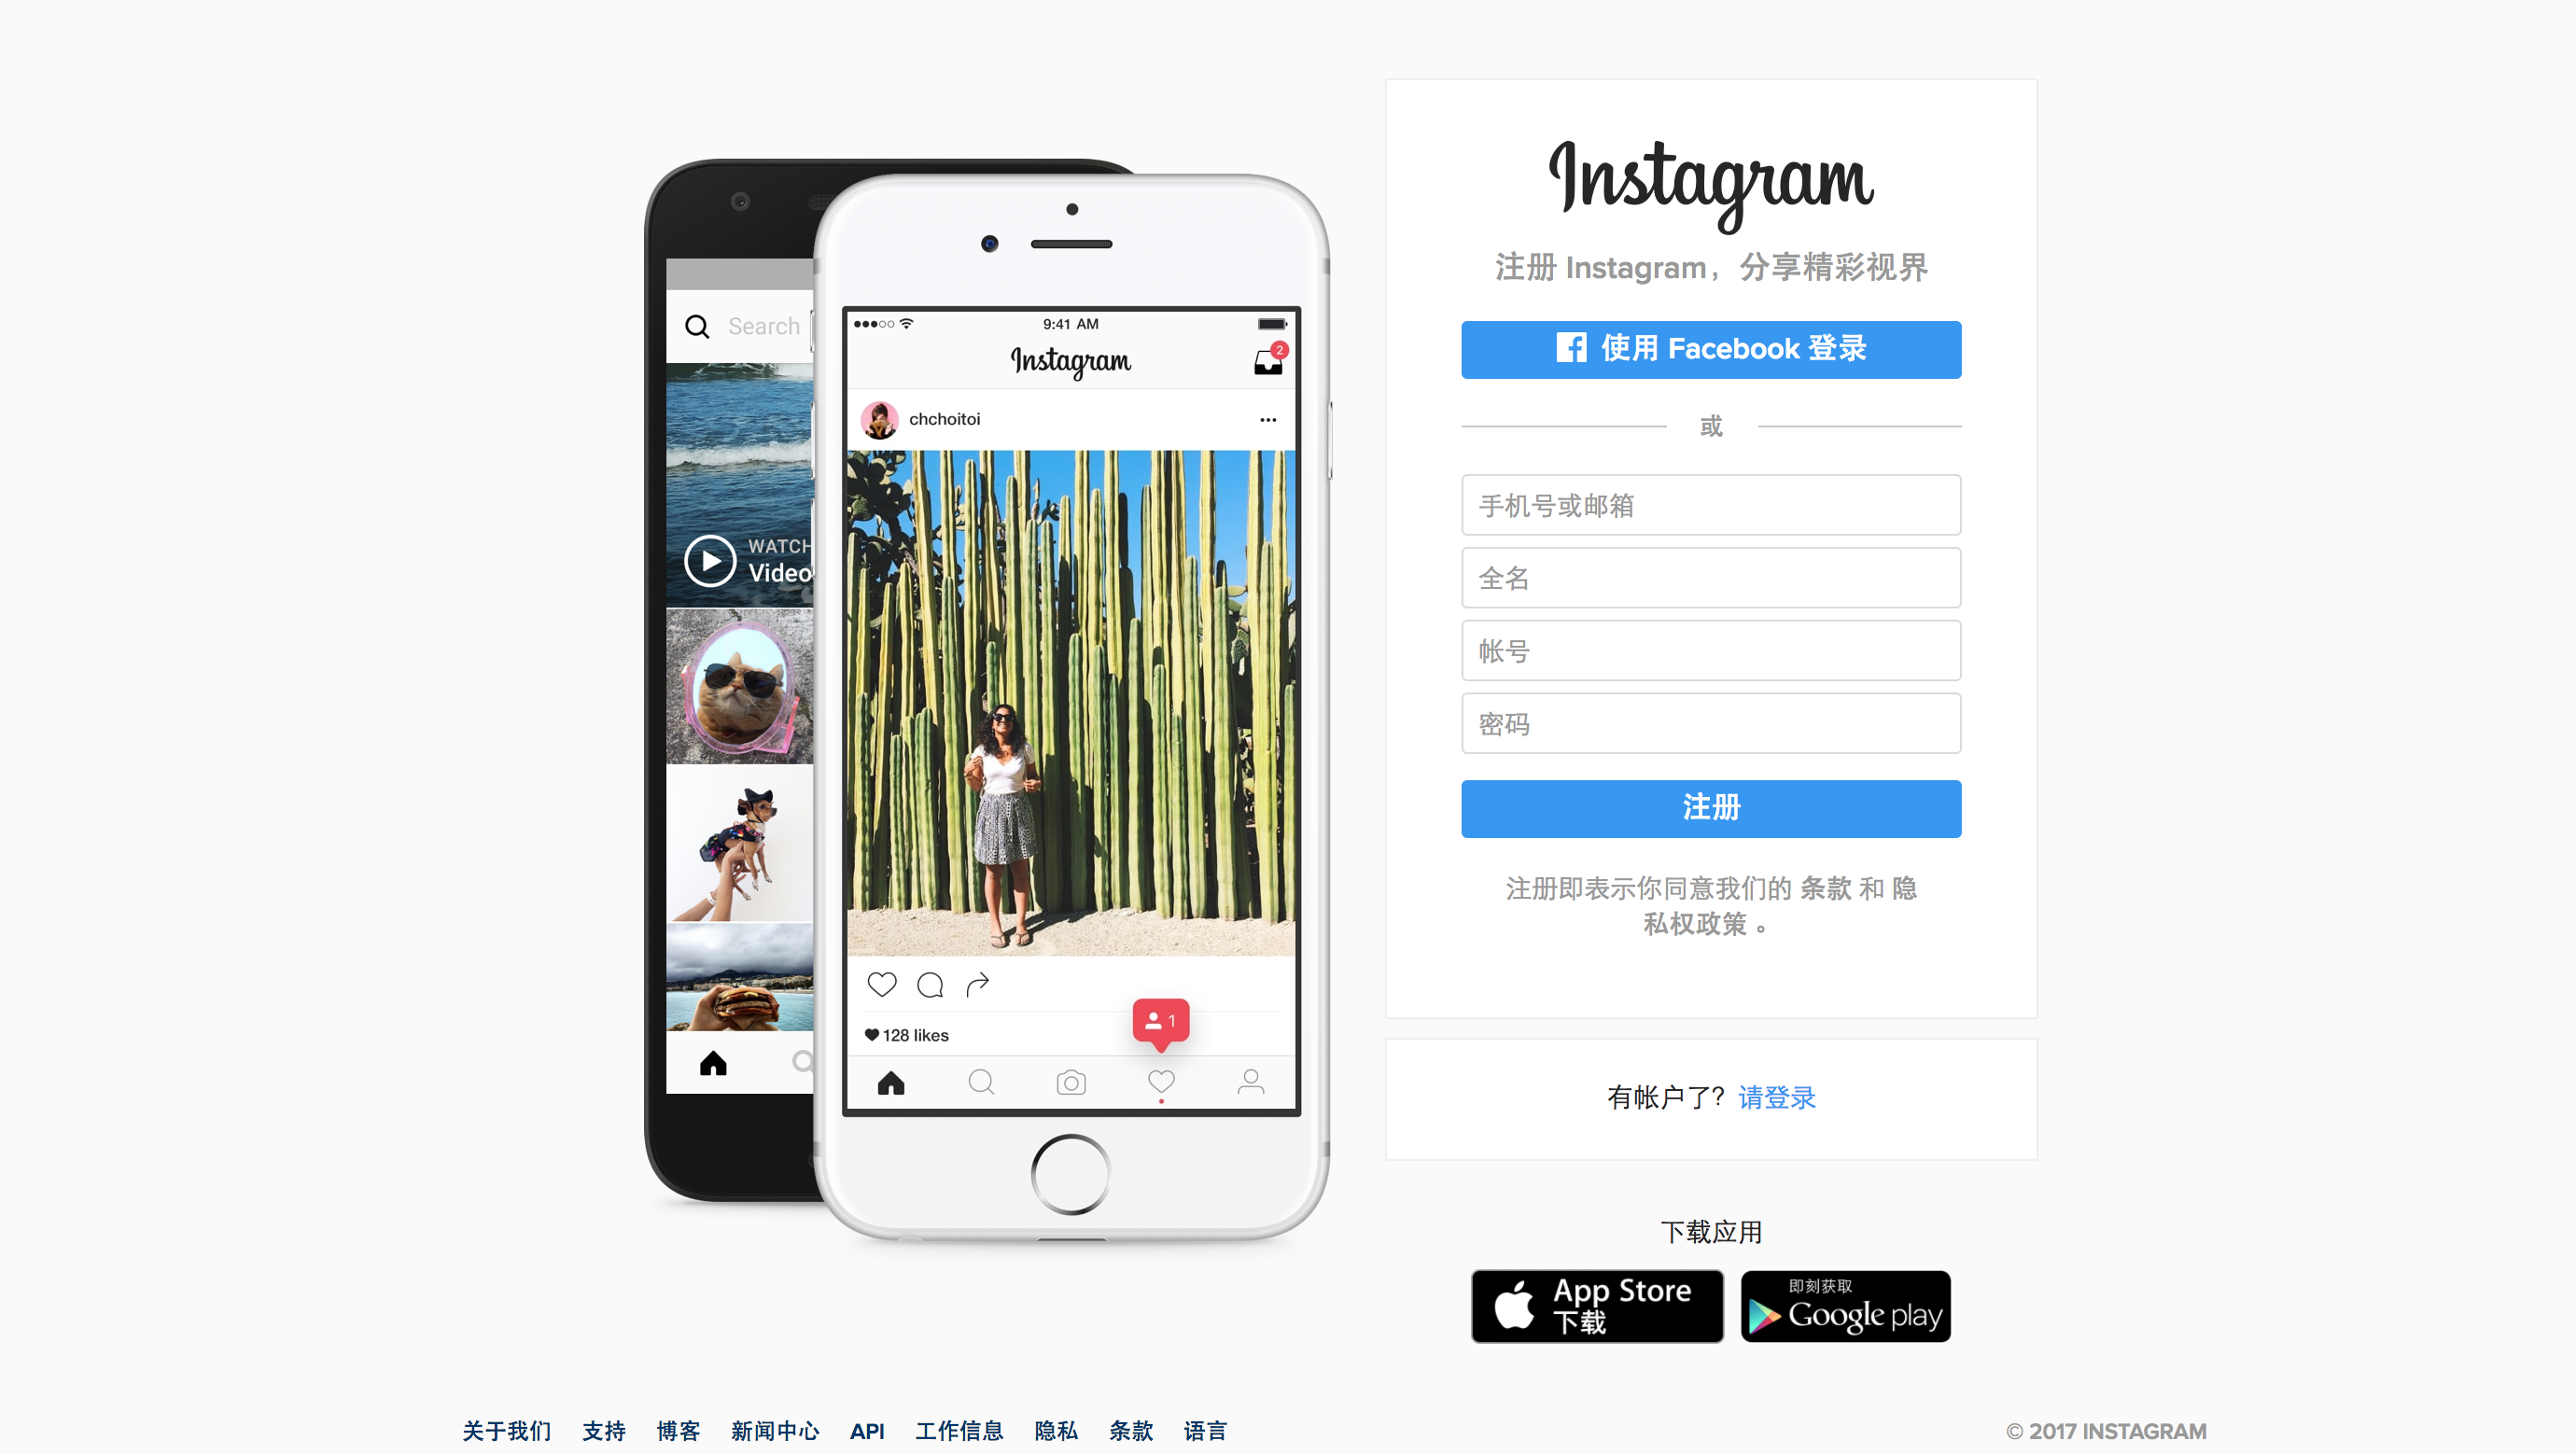 Search
WATCH
Video
9:41 AM
Instagram
2
chchoitoi
128 likes
1
Instagram
注册 Instagram，分享精彩视界
使用 Facebook 登录
或
手机号或邮箱
全名
帐号
密码
注册
注册即表示你同意我们的 条款 和 隐
私权政策 。
有帐户了？请登录
下载应用
App Store
下载
即刻获取
Google play
关于我们 支持 博客 新闻中心 API 工作信息 隐私 条款 语言
© 2017 INSTAGRAM